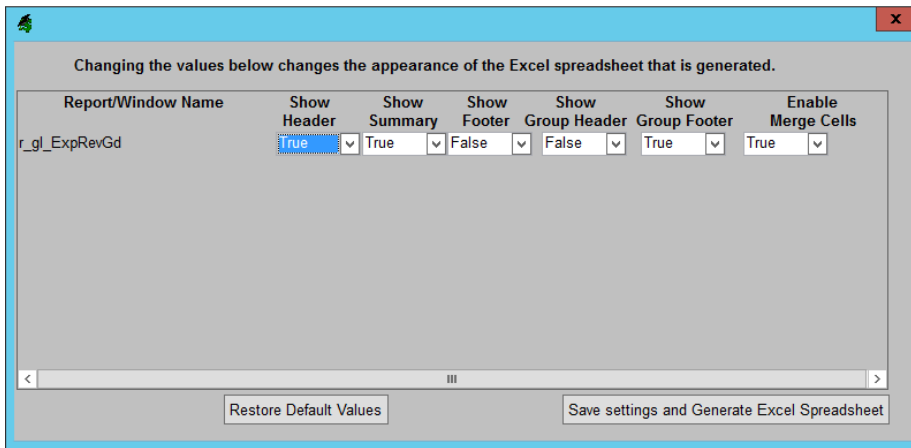 x
Changing the values below changes the appearance of the Excel spreadsheet that is generated.
Report/Window Name Show Show Show Show Show Enable
Header Summary Footer Group Header Group Footer Merge Cells
r_gl_ExpRevGd True True False False True True
Restore Default Values Save settings and Generate Excel Spreadsheet